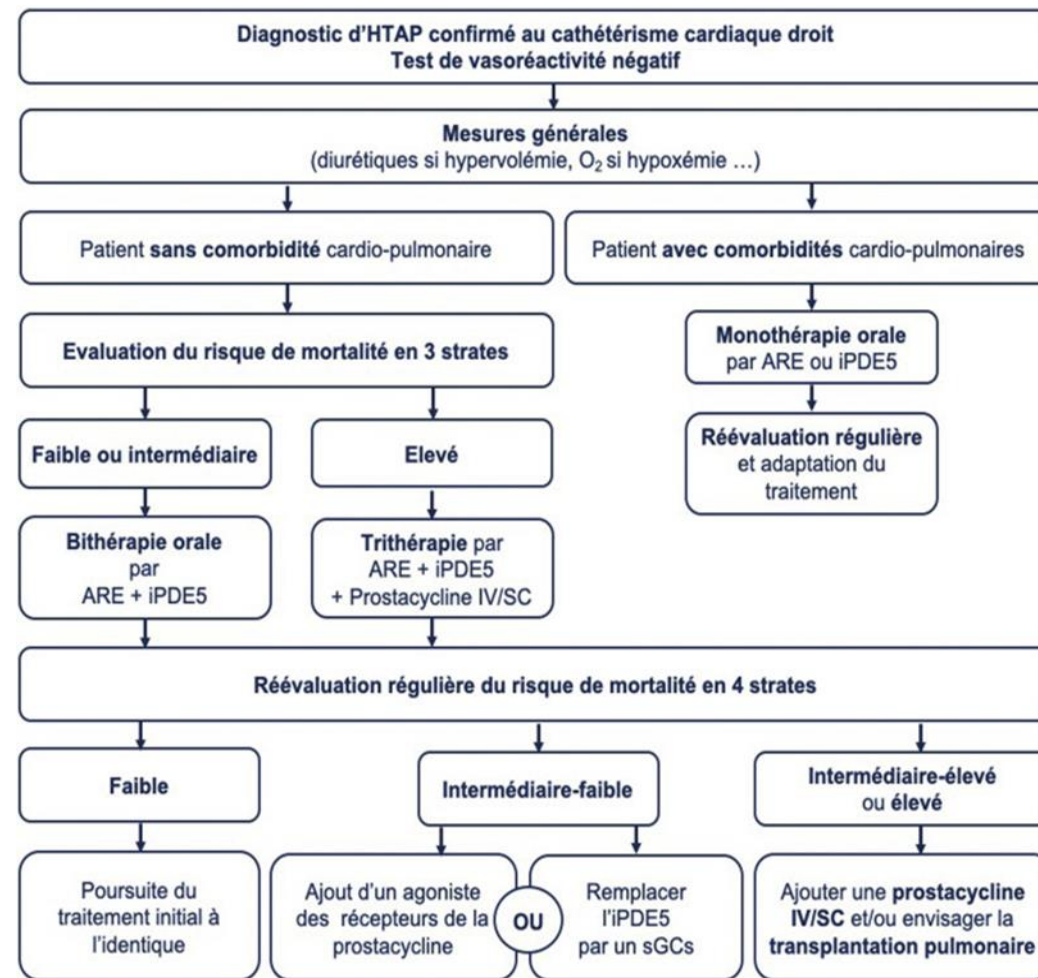 Diagnostic d'HTAP confirmé au cathétérisme cardiaque droit
Test de vasoréactivité négatif
Mesures générales
(diurétiques si hypervolémie, O₂ si hypoxémie …)
Patient sans comorbidité cardio-pulmonaire
Patient avec comorbidités cardio-pulmonaires
Evaluation du risque de mortalité en 3 strates
Monothérapie orale
par ARE ou iPDE5
Faible ou intermédiaire
Elevé
Réévaluation régulière
et adaptation du
traitement
Bithérapie orale
par
ARE + iPDE5
Trithérapie par
ARE + iPDE5
+ Prostacycline IV/SC
Réévaluation régulière du risque de mortalité en 4 strates
Faible
Intermédiaire-faible
Intermédiaire-élevé
ou élevé
Poursuite du
traitement initial à
l'identique
Ajout d'un agoniste
des récepteurs de la
prostacycline
OU
Remplacer
l'iPDE5
par un sGCs
Ajouter une prostacycline
IV/SC et/ou envisager la
transplantation pulmonaire